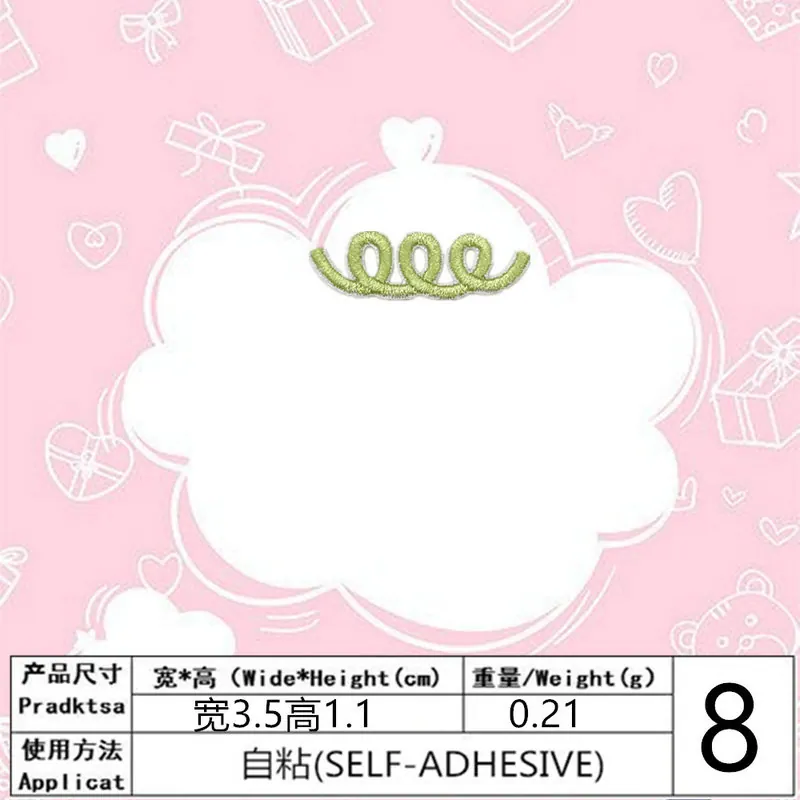 产品尺寸 宽*高（Wide*Height(cm) 重量/Weight(g)
Pradktsa 宽3.5高1.1 0.21
使用方法 自粘(SELF-ADHESIVE)
Applicat
8